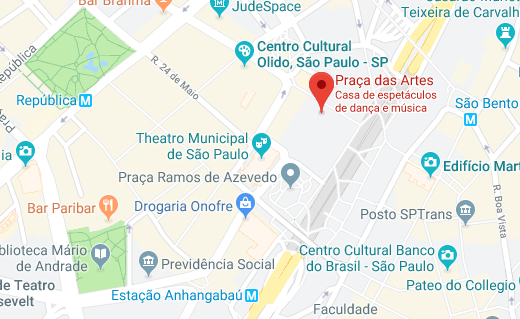 Bar Brahma
JudeSpace
Teixeira de Carvalho
Centro Cultural
Olido, São Paulo - SP
República
R. 24 de Maio
Praça das Artes
Casa de espetáculos
de dança e música
República
São Bento
Theatro Municipal
de São Paulo
Praça Ramos de Azevedo
Edifício Mart
R. Boa Vista
Bar Paribar
Drogaria Onofre
Posto SPTrans
Biblioteca Mário
de Andrade
Previdência Social
Centro Cultural Banco
do Brasil - São Paulo
de Teatro
sevelt
Estação Anhangabaú
Pateo do Collegio
Faculdade